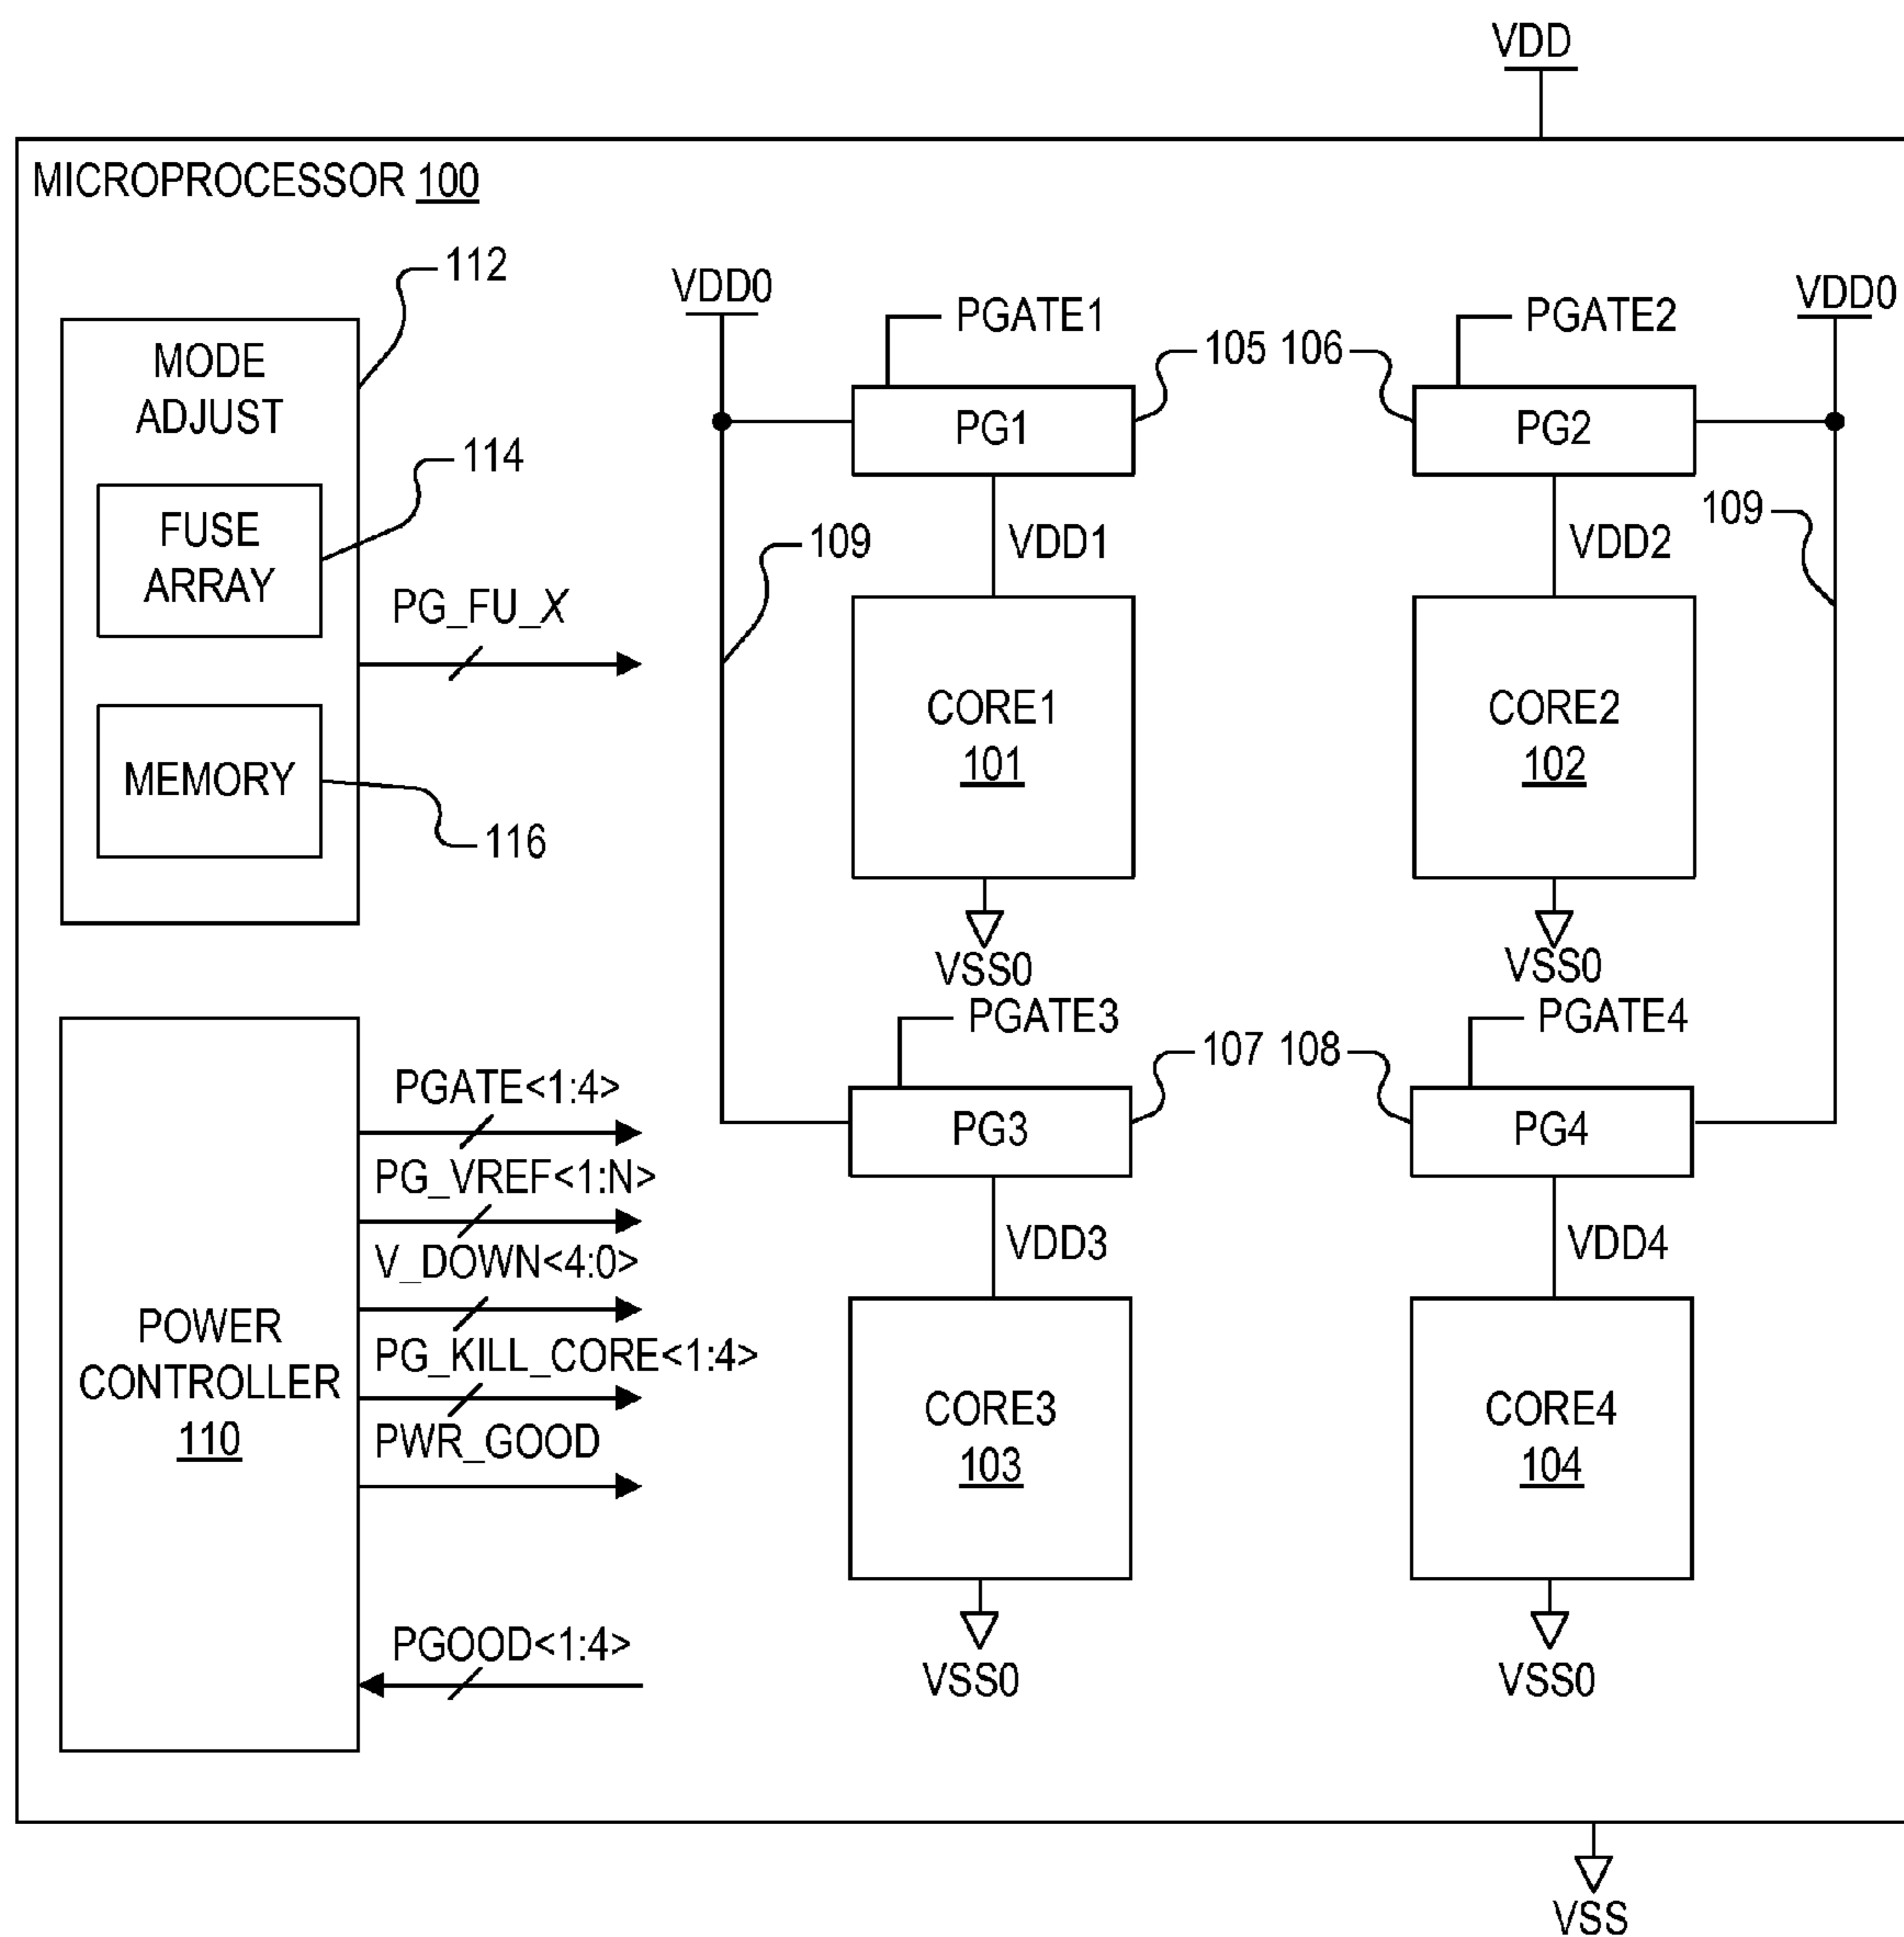 VDD
MICROPROCESSOR 100
112
MODE
ADJUST
114
FUSE
ARRAY
PG_FU_X
MEMORY
116
VDD0
PGATE1
105
PG1
109
VDD1
CORE1
101
VSS0
106
PGATE2
VDD0
PG2
109
VDD2
CORE2
102
VSS0
POWER
CONTROLLER
110
PGATE<1:4>
PG_VREF<1:N>
V_DOWN<4:0>
PG_KILL_CORE<1:4>
PWR_GOOD
PGOOD<1:4>
PGATE3
107
PG3
VDD3
CORE3
103
VSS0
108
PGATE4
PG4
VDD4
CORE4
104
VSS0
VSS